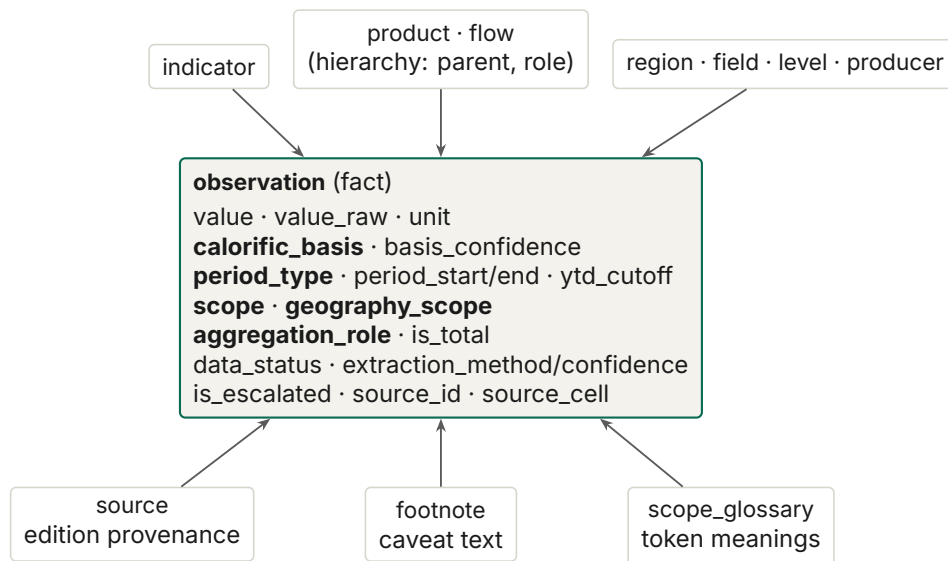 product · flow
(hierarchy: parent, role)
indicator
region · field · level · producer
observation (fact)
value · value_raw · unit
calorific_basis · basis_confidence
period_type · period_start/end · ytd_cutoff
scope · geography_scope
aggregation_role · is_total
data_status · extraction_method/confidence
is_escalated · source_id · source_cell
source
edition provenance
footnote
caveat text
scope_glossary
token meanings